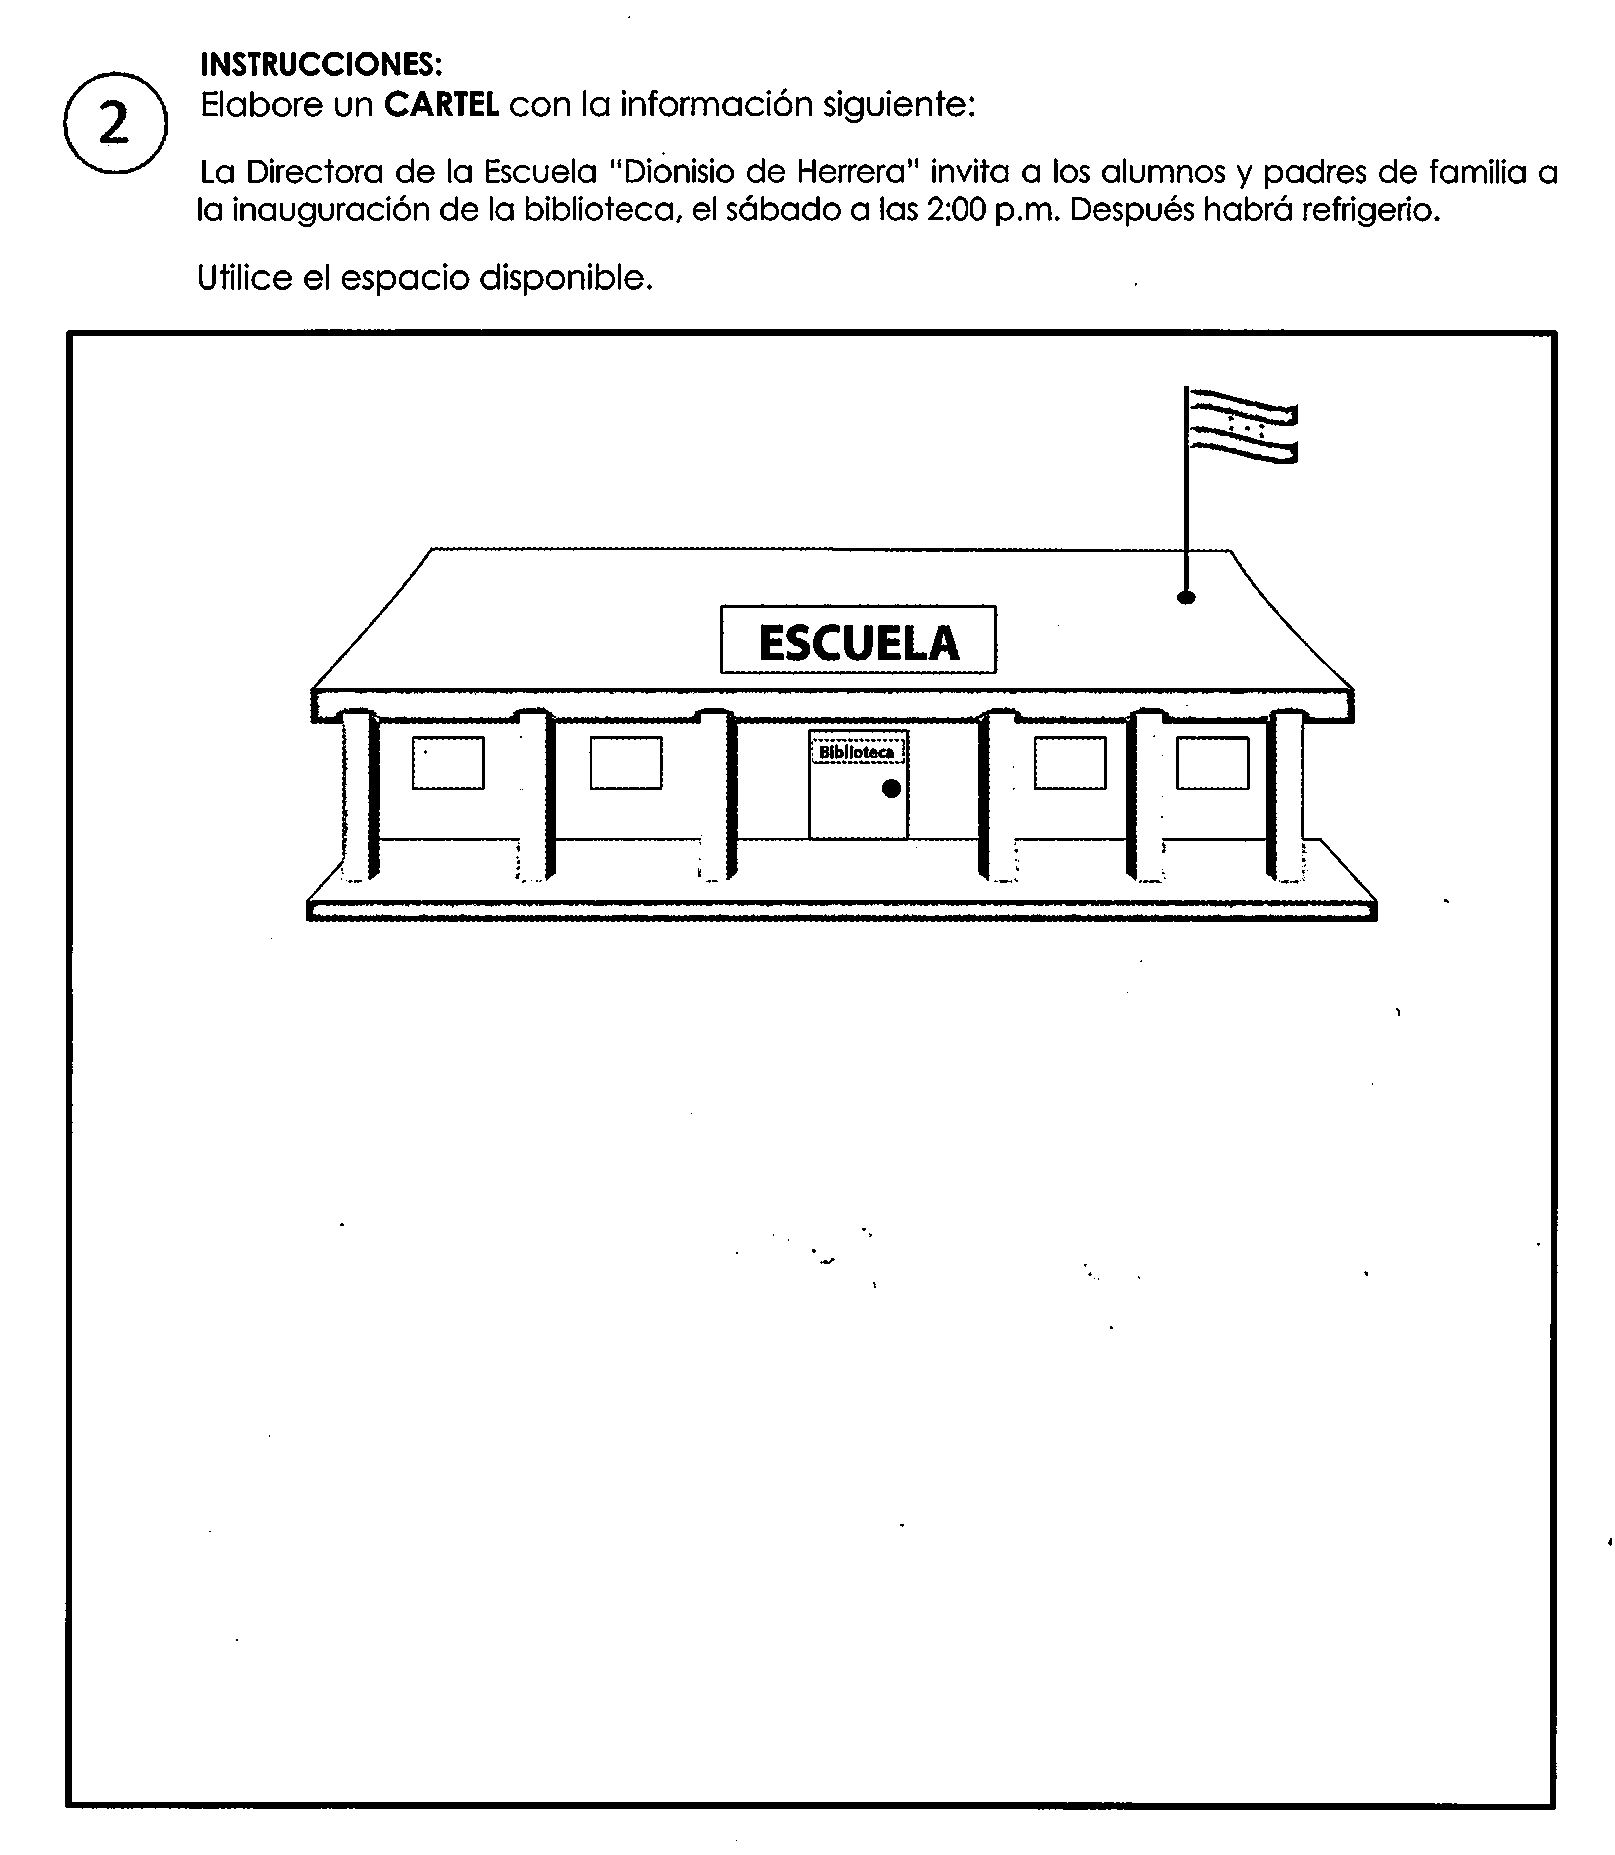 INSTRUCCIONES:
2
Elabore un CARTEL con la información siguiente:
La Directora de la Escuela "Dionisio de Herrera" invita a los alumnos y padres de familia a
la inauguración de la biblioteca, el sábado a las 2:00 p.m. Después habrá refrigerio.
Utilice el espacio disponible.
ESCUELA
Biblioteca